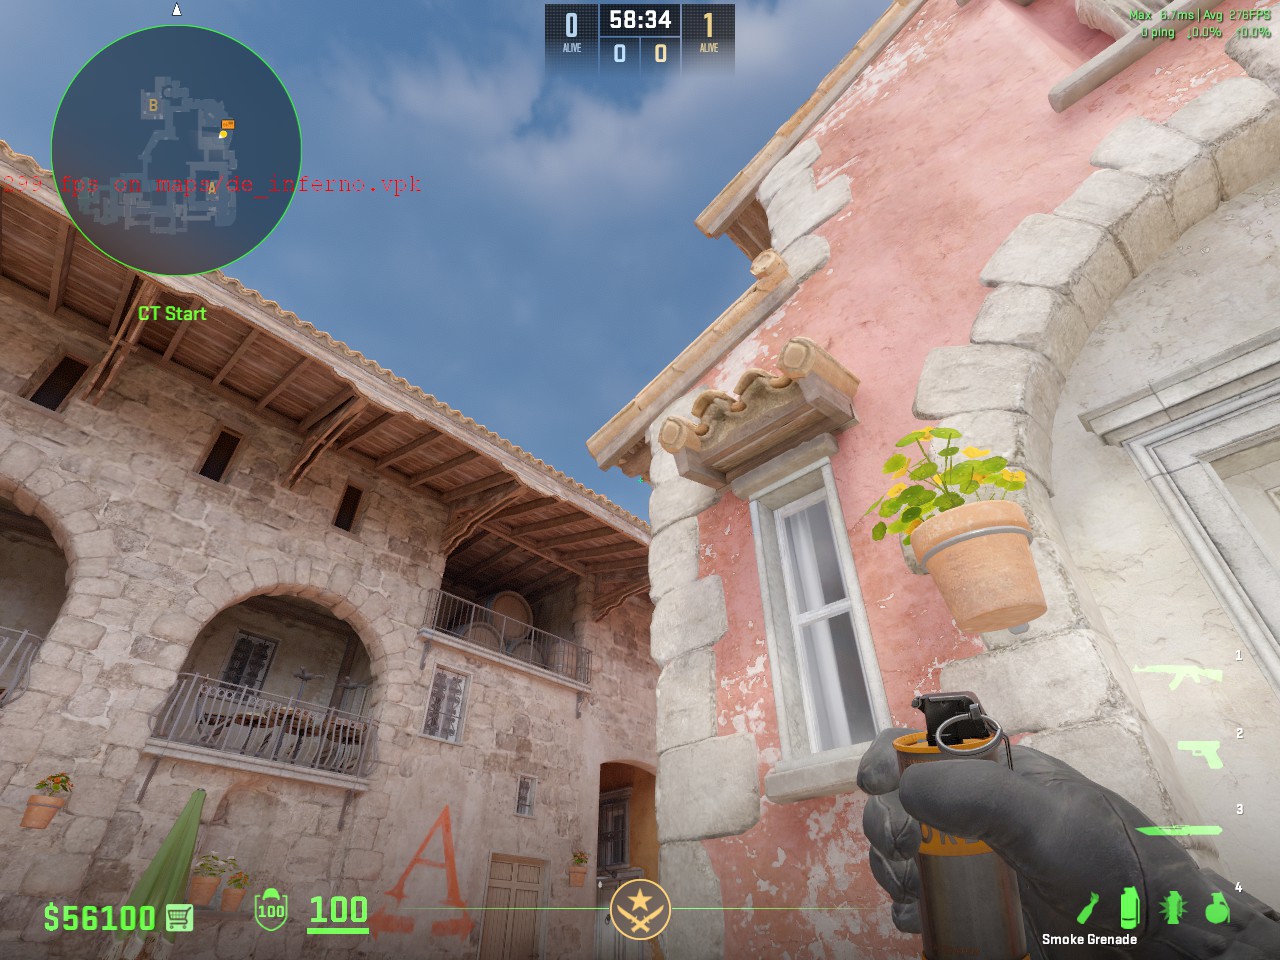 0
ALIVE
58:34
0
0
1
ALIVE
Max 6.7ms | Avg 276FPS
0 ping ↓0.0% ↑0.0%
B
A
299 fps on maps/de_inferno.vpk
CT Start
A
1
2
3
4
$56100
100
100
Smoke Grenade